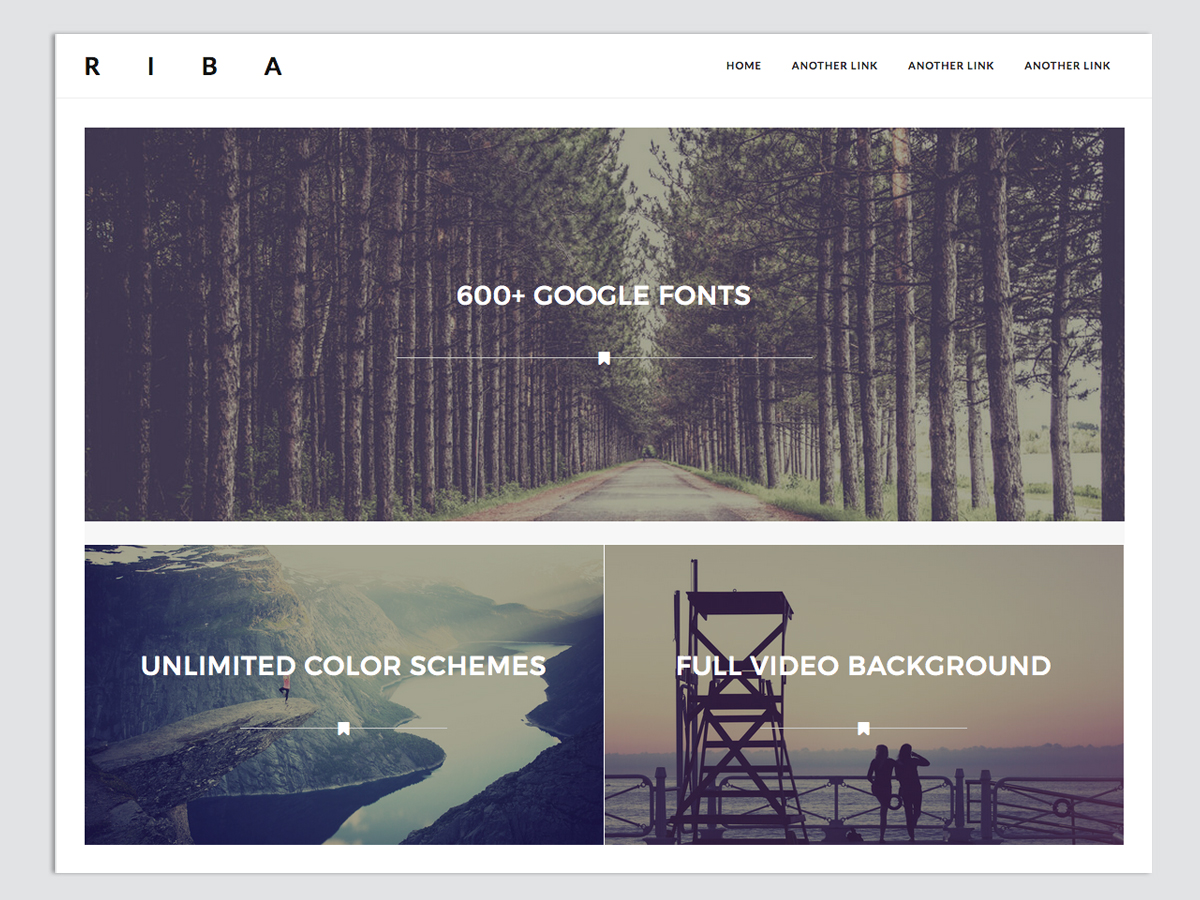 R I B A
HOME ANOTHER LINK ANOTHER LINK ANOTHER LINK
600+ GOOGLE FONTS
UNLIMITED COLOR SCHEMES
FULL VIDEO BACKGROUND